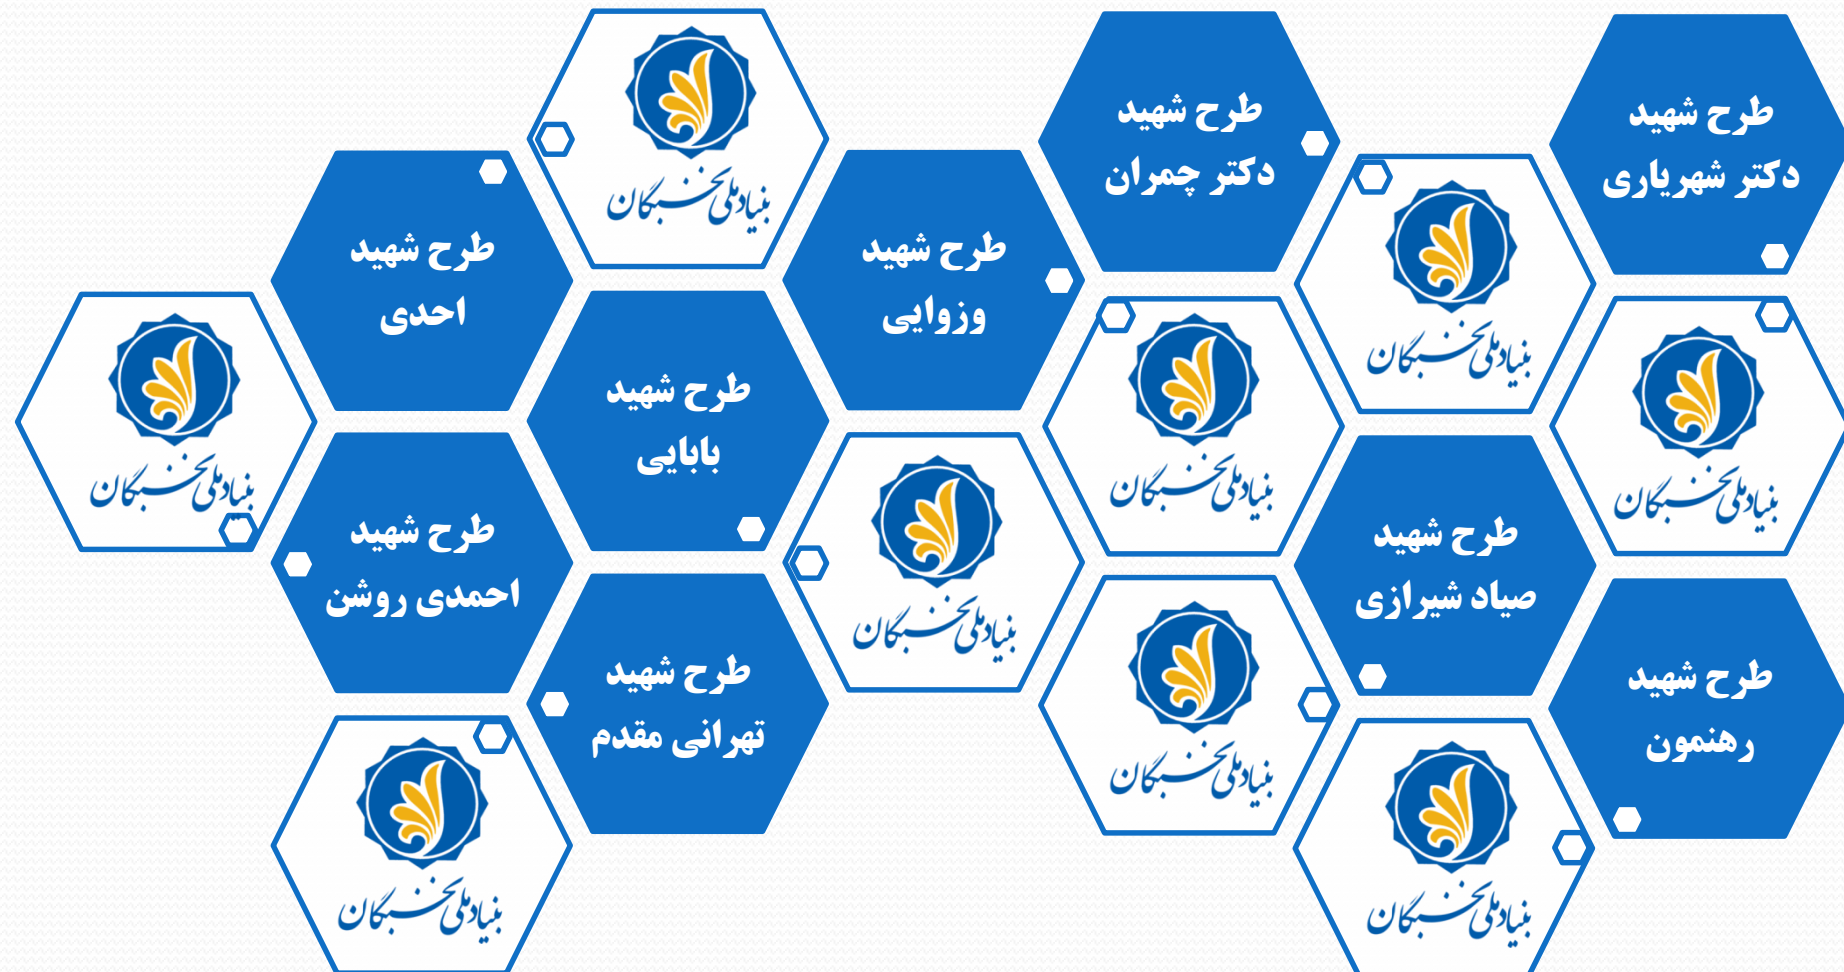 طرح شهید
دکتر شهریاری
طرح شهید
دکتر چمران
بنیاد ملی نخبگان
طرح شهید
وزوایی
طرح شهید
احدی
بنیاد ملی نخبگان
بنیاد ملی نخبگان
بنیاد ملی نخبگان
طرح شهید
بابایی
بنیاد ملی نخبگان
طرح شهید
صیاد شیرازی
بنیاد ملی نخبگان
طرح شهید
احمدی روشن
طرح شهید
رهنمون
بنیاد ملی نخبگان
طرح شهید
تهرانی مقدم
بنیاد ملی نخبگان
بنیاد ملی نخبگان